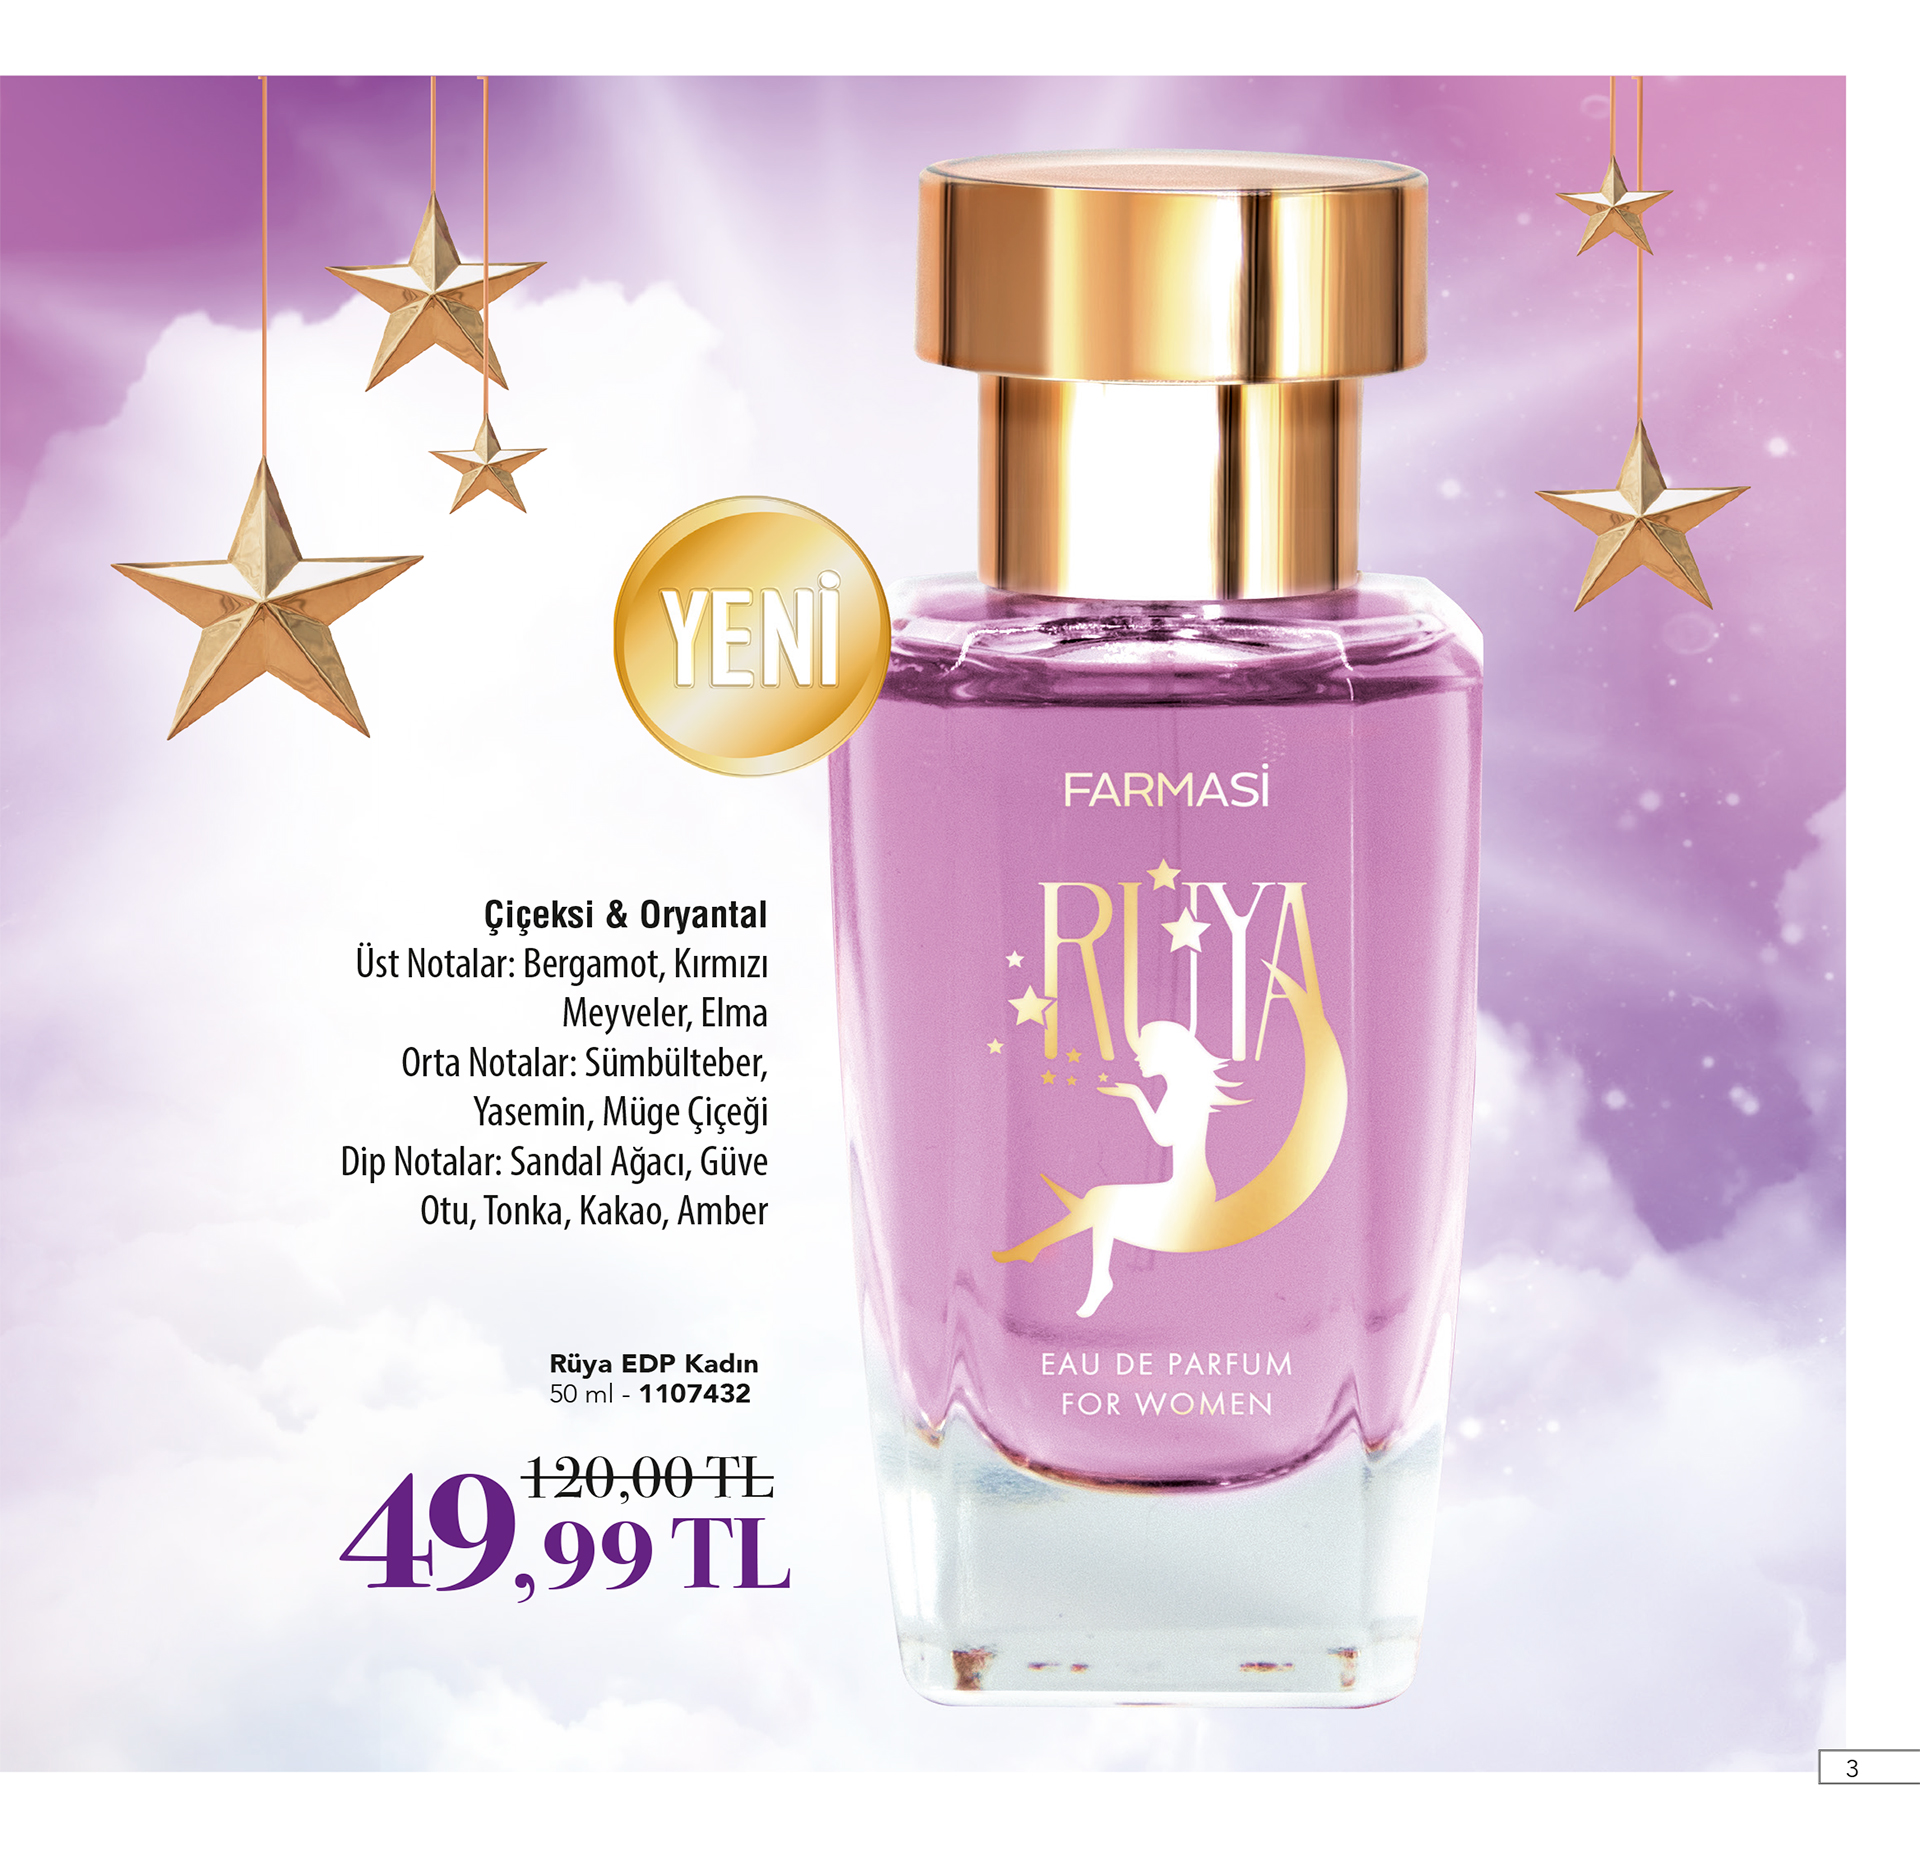 YENİ
FARMASİ
RÜYA
EAU DE PARFUM
FOR WOMEN
Çiçeksi & Oryantal
Üst Notalar: Bergamot, Kırmızı
Meyveler, Elma
Orta Notalar: Sümbülteber,
Yasemin, Müge Çiçeği
Dip Notalar: Sandal Ağacı, Güve
Otu, Tonka, Kakao, Amber
Rüya EDP Kadın
50 ml - 1107432
120,00 TL
49,99 TL
3